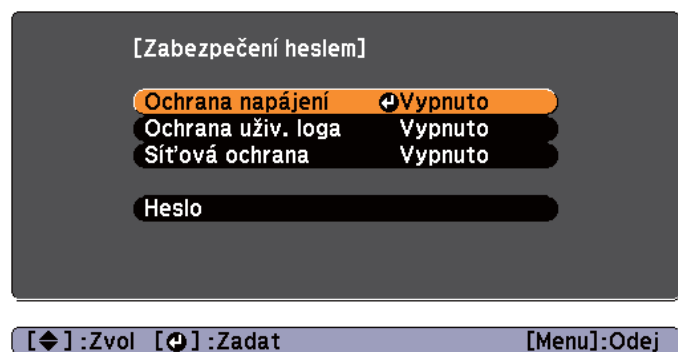 [Zabezpečení heslem]
Ochrana napájení Vypnuto
Ochrana uživ. loga Vypnuto
Síťová ochrana Vypnuto
Heslo
[ ] :Zvol [ ] :Zadat [Menu]:Odej